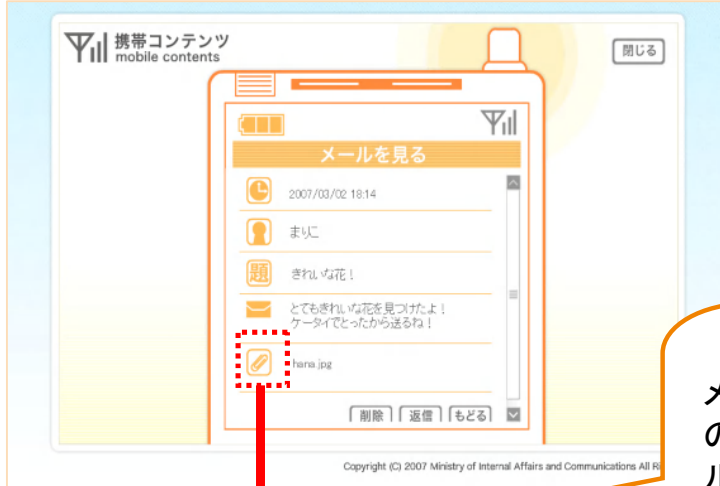 携帯コンテンツ
mobile contents
閉じる
メールを見る
2007/03/02 18:14
まりこ
題
きれいな花！
とてもきれいな花を見つけたよ！
ケータイでとったから送るね！
hana.jpg
削除 返信 もどる
メ
の
ル
Copyright (C) 2007 Ministry of Internal Affairs and Communications All R